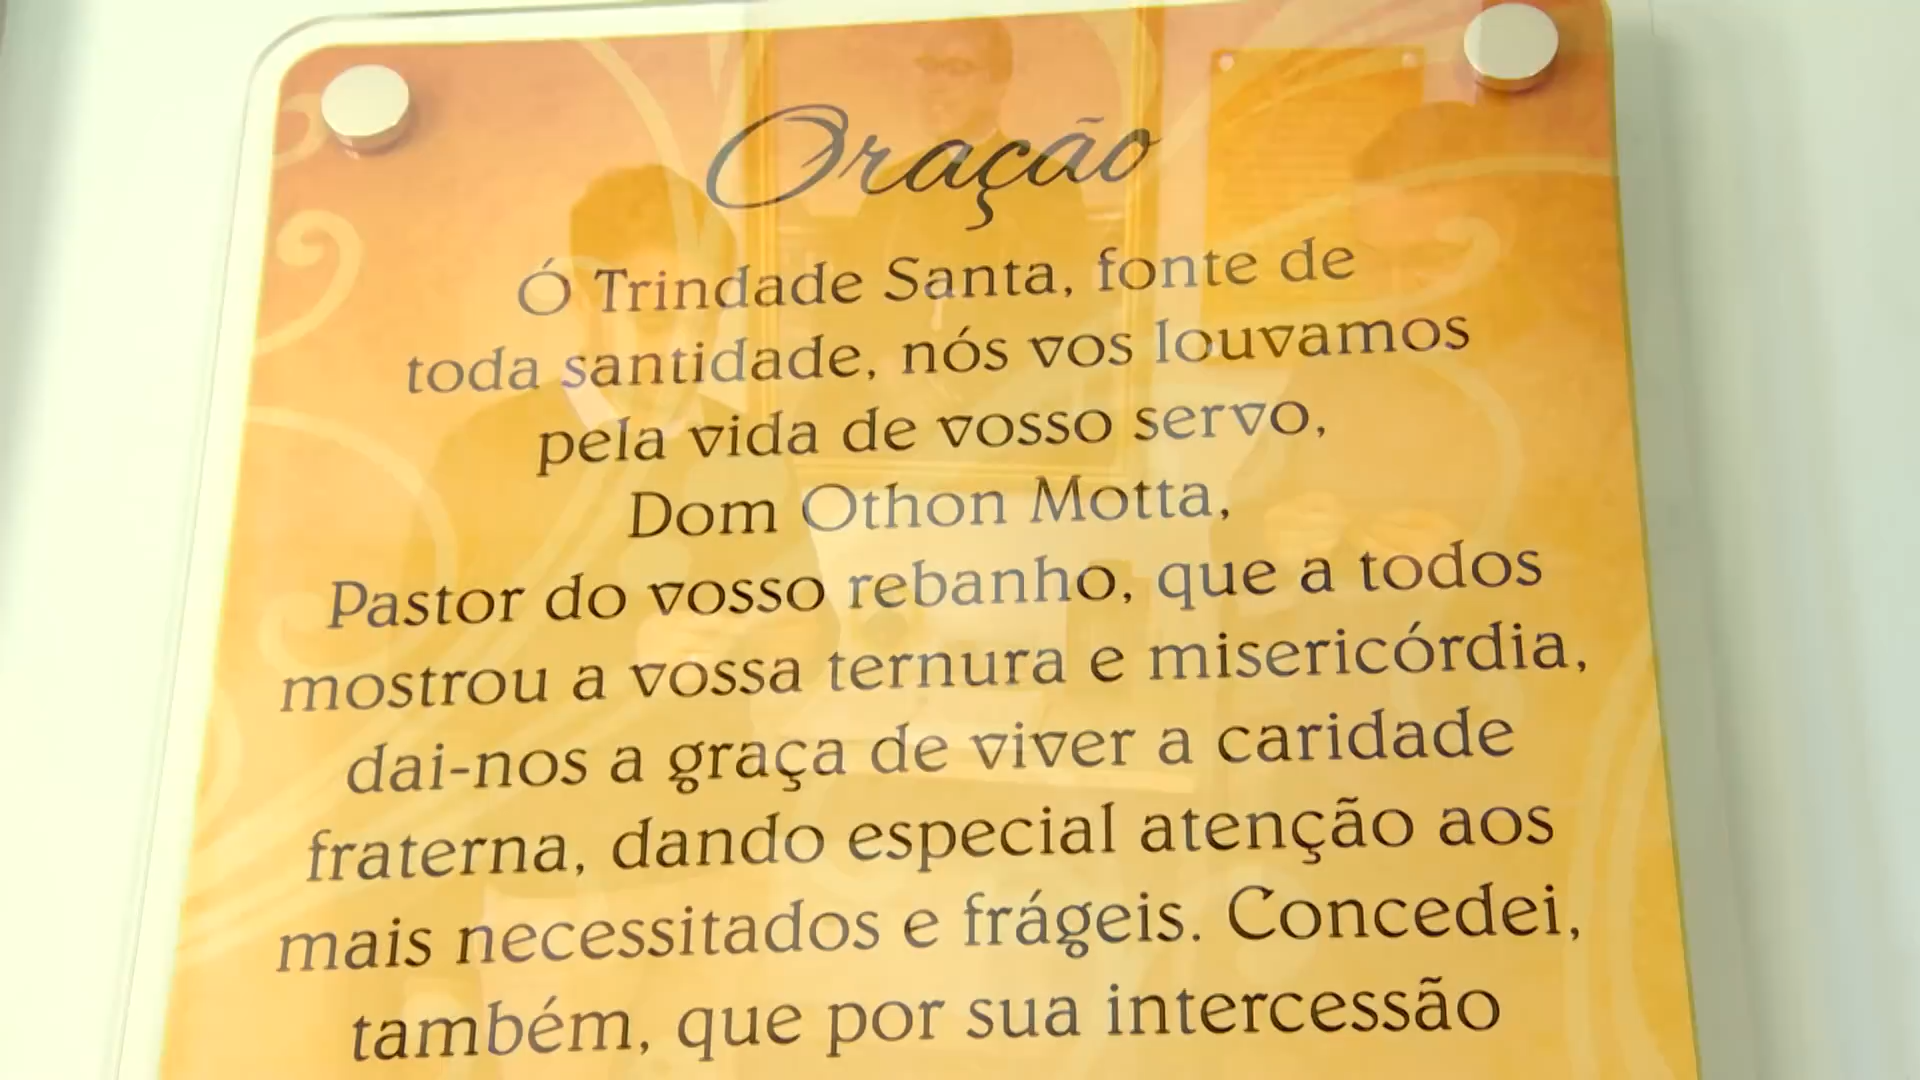 Oração
Ó Trindade Santa, fonte de
toda santidade, nós vos louvamos
pela vida de vosso servo,
Dom Othon Motta,
Pastor do vosso rebanho, que a todos
mostrou a vossa ternura e misericórdia,
dai-nos a graça de viver a caridade
fraterna, dando especial atenção aos
mais necessitados e frágeis. Concedei,
também, que por sua intercessão